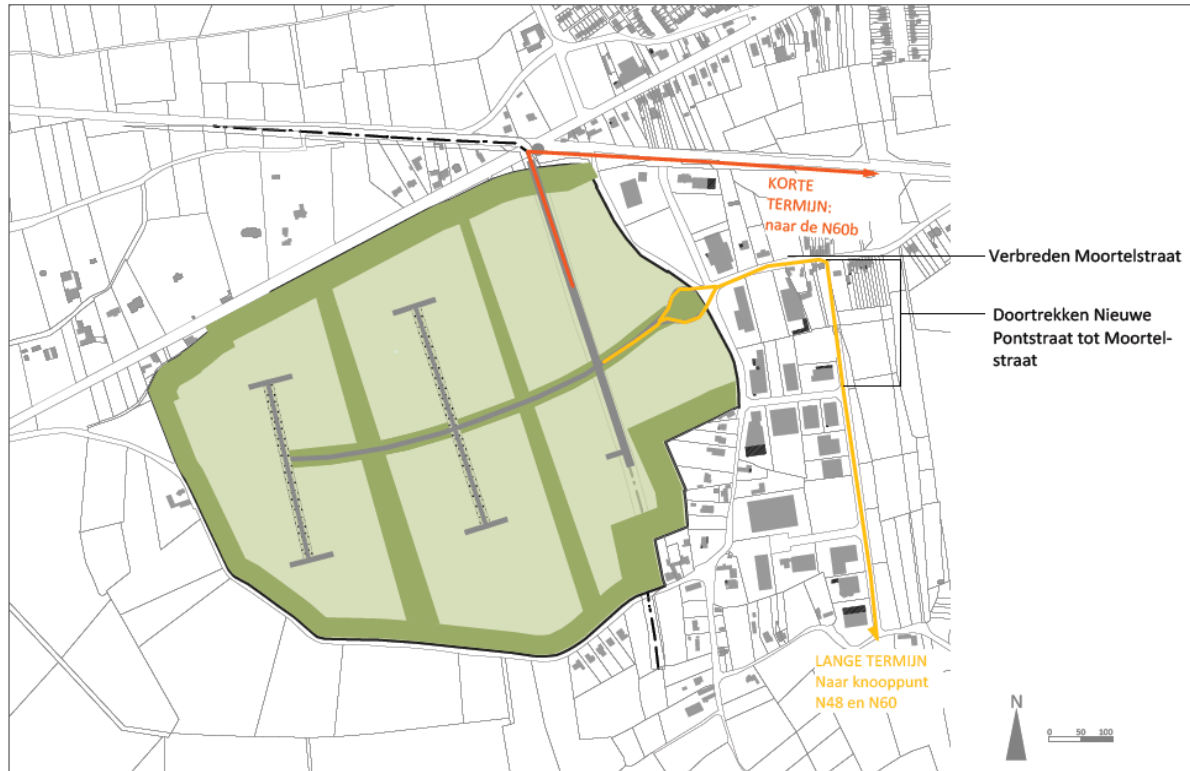 KORTE
TERMIJN:
naar de N60b
Verbreden Moortelstraat
Doortrekken Nieuwe
Pontstraat tot Moortel-
straat
LANGE TERMIJN
Naar knooppunt
N48 en N60
N
0 50 100